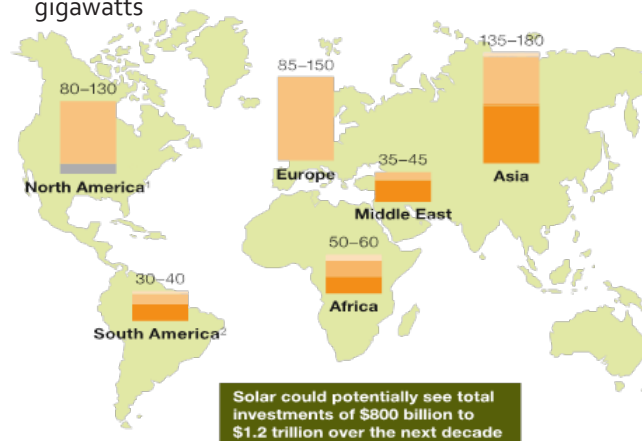 gigawatts
135–180
85–150
80–130
35–45
Europe
Asia
North America¹
Middle East
50–60
30–40
Africa
South America²
Solar could potentially see total
investments of $800 billion to
$1.2 trillion over the next decade